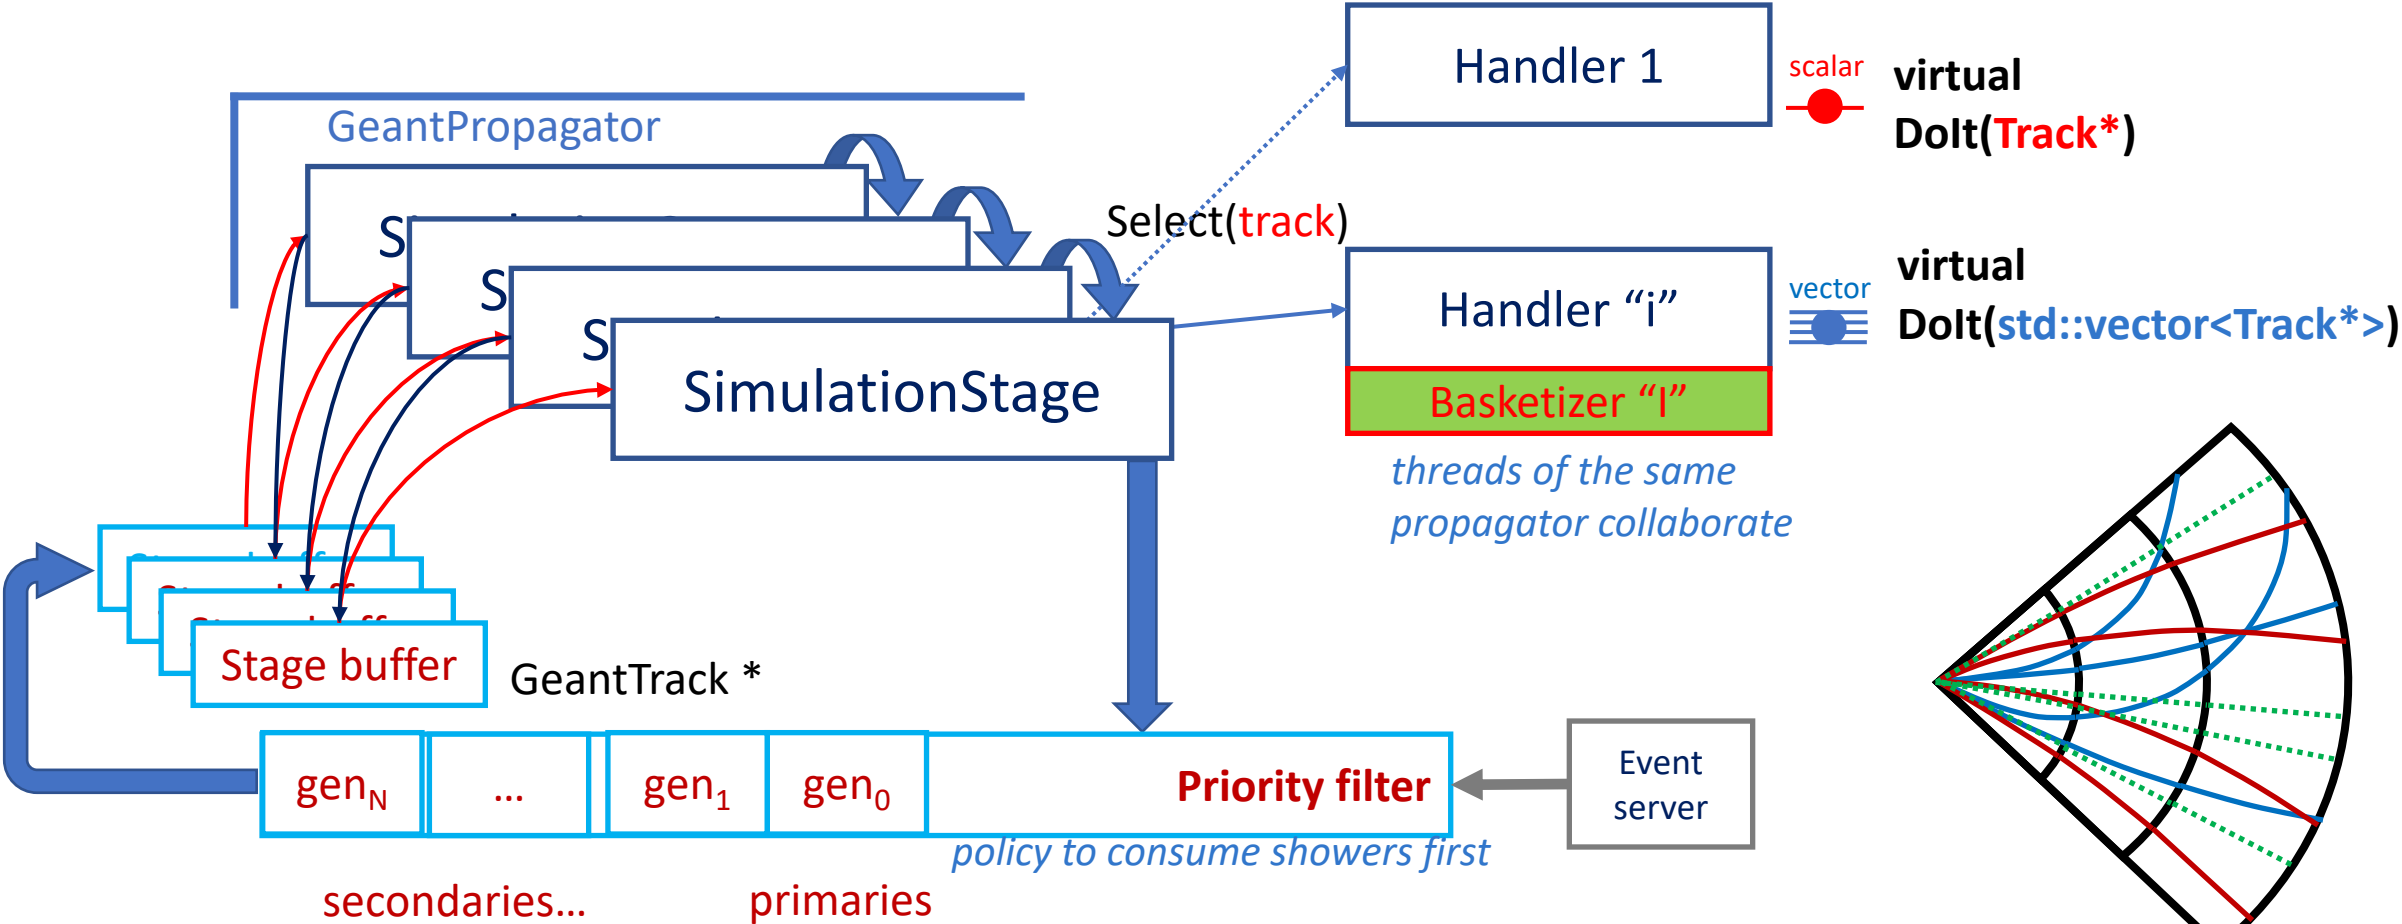 Handler 1
scalar
virtual
DoIt(Track*)
GeantPropagator
Select(track)
Handler “i”
vector
virtual
DoIt(std::vector<Track*>)
S
S
S
SimulationStage
Basketizer “I”
threads of the same
propagator collaborate
Stage buffer
GeantTrack *
genN
...
gen1
gen0
Priority filter
Event
server
policy to consume showers first
secondaries...
primaries